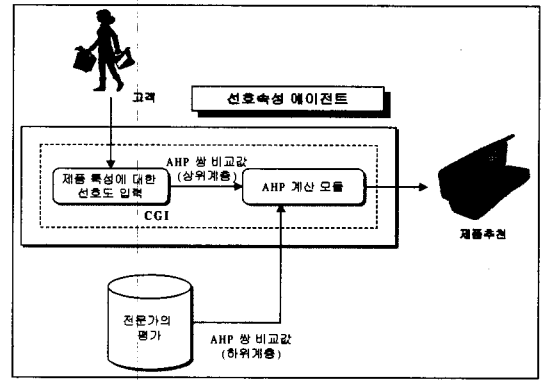 고객
선호속성 에이전트
AHP 쌍 비교값
(상위계층)
제품 특성에 대한
선호도 입력
AHP 계산 모듈
CGI
제품추천
전문가의
평가
AHP 쌍 비교값
(하위계층)